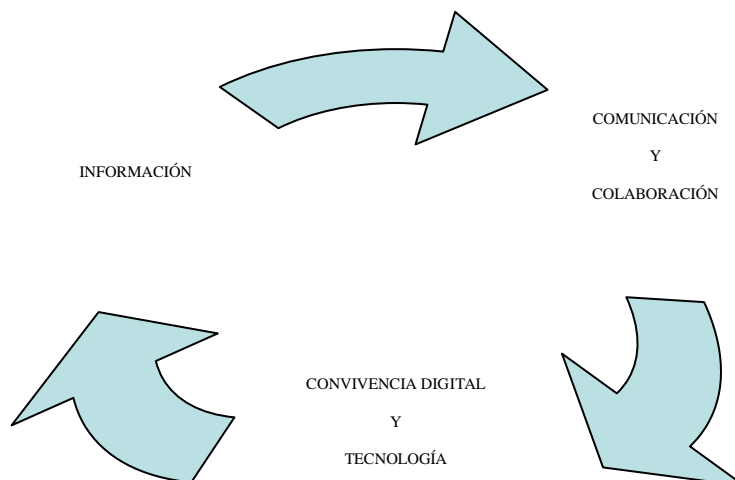 INFORMACIÓN
COMUNICACIÓN
Y
COLABORACIÓN
CONVIVENCIA DIGITAL
Y
TECNOLOGÍA